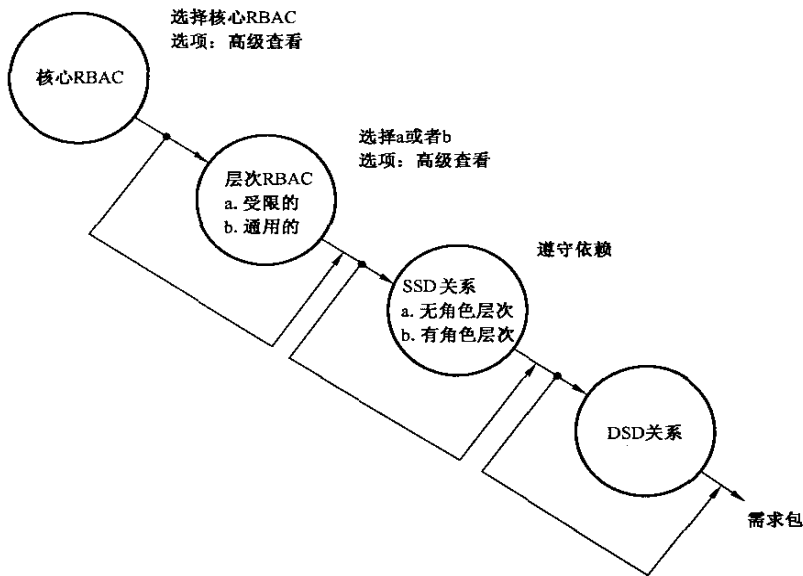 选择核心RBAC
选项：高级查看
核心RBAC
选择a或者b
选项：高级查看
层次RBAC
a. 受限的
b. 通用的
遵守依赖
SSD关系
a. 无角色层次
b. 有角色层次
DSD关系
需求包